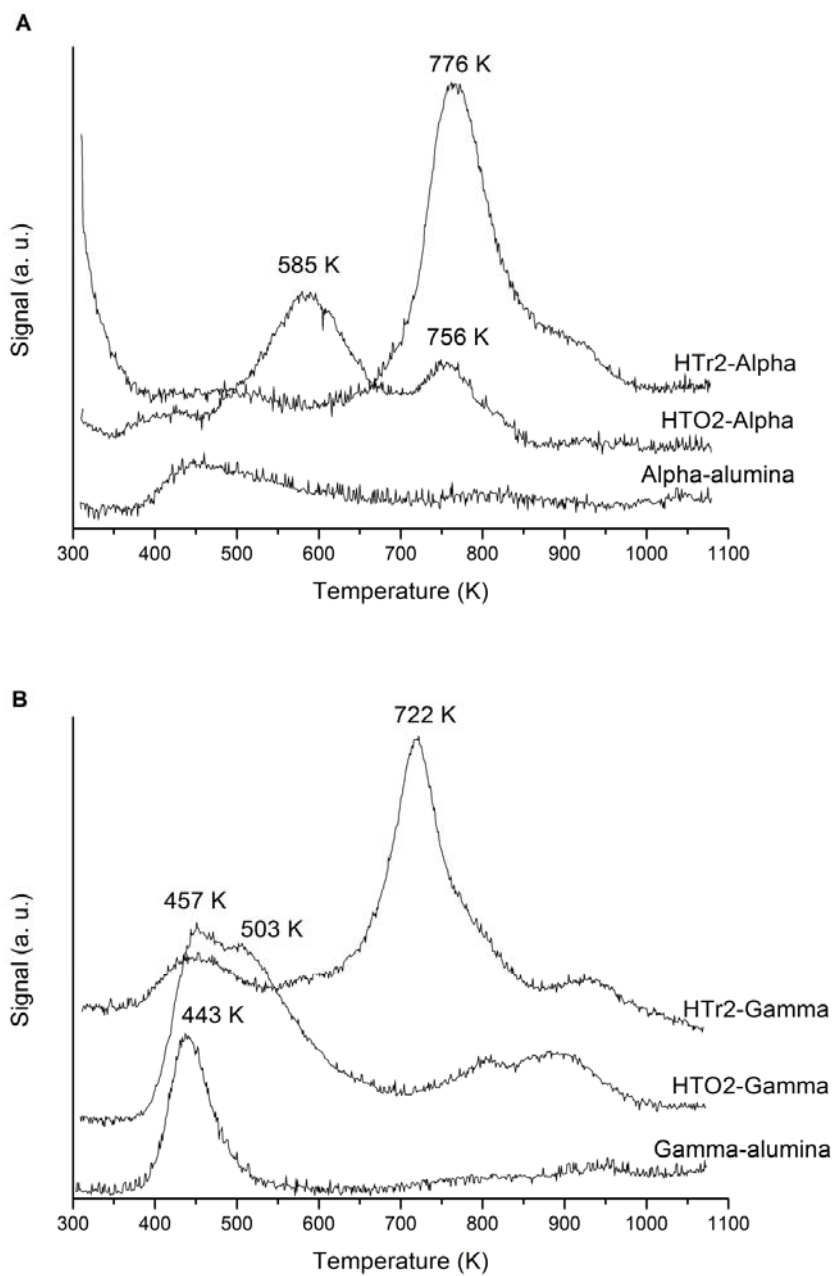 A
776 K
585 K
756 K
Signal (a. u.)
HTr2-Alpha
HTO2-Alpha
Alpha-alumina
300 400 500 600 700 800 900 1000 1100
Temperature (K)
B
722 K
457 K
503 K
443 K
Signal (a. u.)
HTr2-Gamma
HTO2-Gamma
Gamma-alumina
300 400 500 600 700 800 900 1000 1100
Temperature (K)